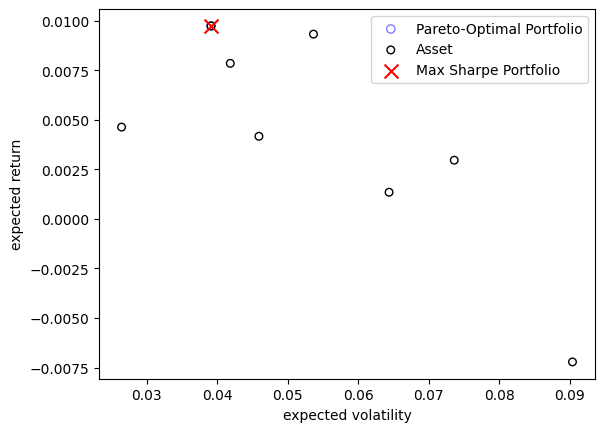 Pareto-Optimal Portfolio
Asset
Max Sharpe Portfolio
0.0100
0.0075
0.0050
0.0025
0.0000
−0.0025
−0.0050
−0.0075
expected return
0.03 0.04 0.05 0.06 0.07 0.08 0.09
expected volatility